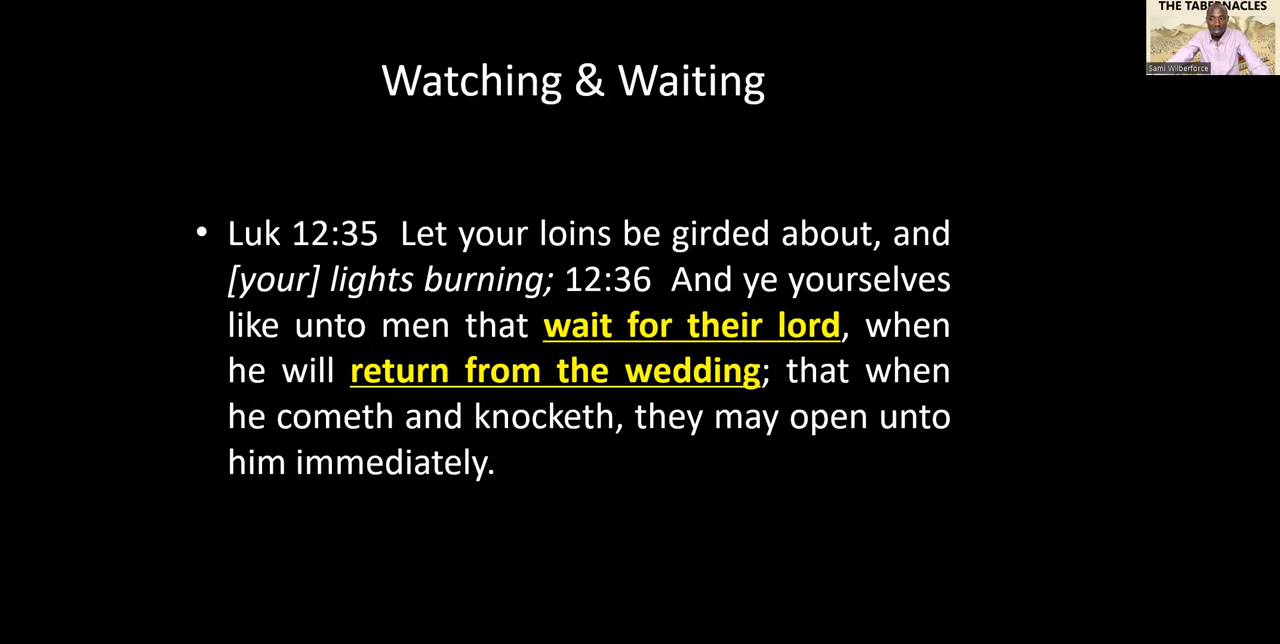 THE TABERNACLES
Sami Wilberforce
Watching & Waiting
• Luk 12:35 Let your loins be girded about, and
[your] lights burning; 12:36 And ye yourselves
like unto men that wait for their lord, when
he will return from the wedding; that when
he cometh and knocketh, they may open unto
him immediately.